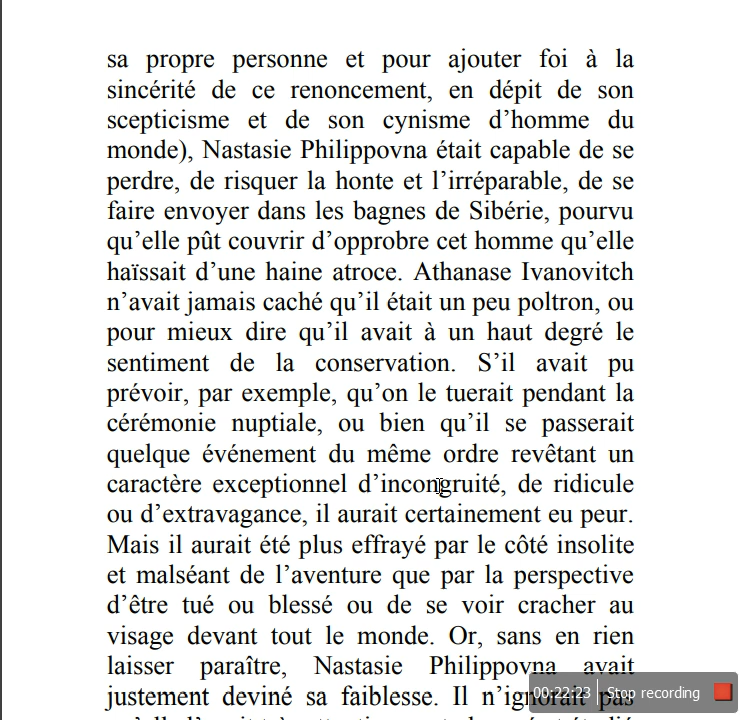 sa propre personne et pour ajouter foi à la
sincérité de ce renoncement, en dépit de son
scepticisme et de son cynisme d’homme du
monde), Nastasie Philippovna était capable de se
perdre, de risquer la honte et l’irréparable, de se
faire envoyer dans les bagnes de Sibérie, pourvu
qu’elle pût couvrir d’opprobre cet homme qu’elle
haïssait d’une haine atroce. Athanase Ivanovitch
n’avait jamais caché qu’il était un peu poltron, ou
pour mieux dire qu’il avait à un haut degré le
sentiment de la conservation. S’il avait pu
prévoir, par exemple, qu’on le tuerait pendant la
cérémonie nuptiale, ou bien qu’il se passerait
quelque événement du même ordre revêtant un
caractère exceptionnel d’incongruité, de ridicule
ou d’extravagance, il aurait certainement eu peur.
Mais il aurait été plus effrayé par le côté insolite
et malséant de l’aventure que par la perspective
d’être tué ou blessé ou de se voir cracher au
visage devant tout le monde. Or, sans en rien
laisser paraître, Nastasie Philippovna avait
justement deviné sa faiblesse. Il n’ignorait pas
00:22:23 Stop recording